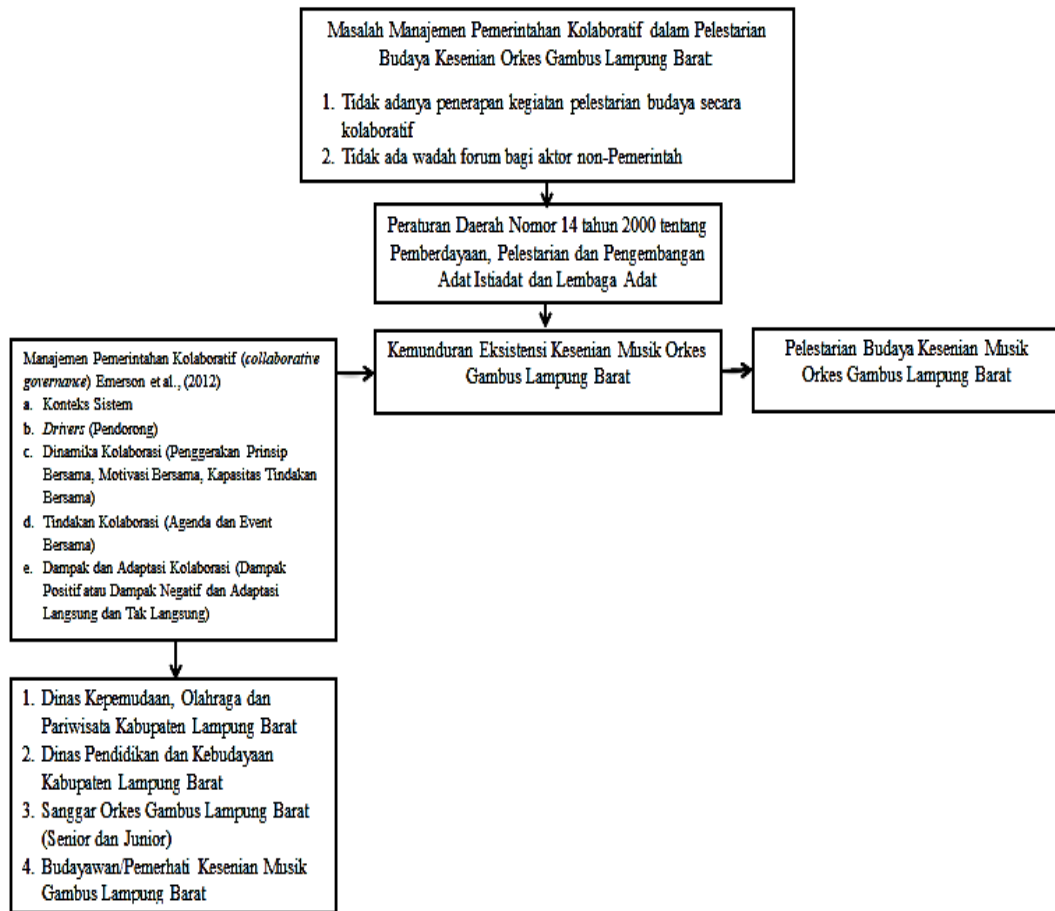 Masalah Manajemen Pemerintahan Kolaboratif dalam Pelestarian
Budaya Kesenian Orkes Gambus Lampung Barat:
1. Tidak adanya penerapan kegiatan pelestarian budaya secara
kolaboratif
2. Tidak ada wadah forum bagi aktor non-Pemerintah
Peraturan Daerah Nomor 14 tahun 2000 tentang
Pemberdayaan, Pelestarian dan Pengembangan
Adat Istiadat dan Lembaga Adat
Manajemen Pemerintahan Kolaboratif (collaborative
governance) Emerson et al., (2012)
a. Konteks Sistem
b. Drivers (Pendorong)
c. Dinamika Kolaborasi (Penggerakan Prinsip
Bersama, Motivasi Bersama, Kapasitas Tindakan
Bersama)
d. Tindakan Kolaborasi (Agenda dan Event
Bersama)
e. Dampak dan Adaptasi Kolaborasi (Dampak
Positif atau Dampak Negatif dan Adaptasi
Langsung dan Tak Langsung)
Kemunduran Eksistensi Kesenian Musik Orkes
Gambus Lampung Barat
Pelestarian Budaya Kesenian Musik
Orkes Gambus Lampung Barat
1. Dinas Kepemudaan, Olahraga dan
Pariwisata Kabupaten Lampung Barat
2. Dinas Pendidikan dan Kebudayaan
Kabupaten Lampung Barat
3. Sanggar Orkes Gambus Lampung Barat
(Senior dan Junior)
4. Budayawan/Pemerhati Kesenian Musik
Gambus Lampung Barat